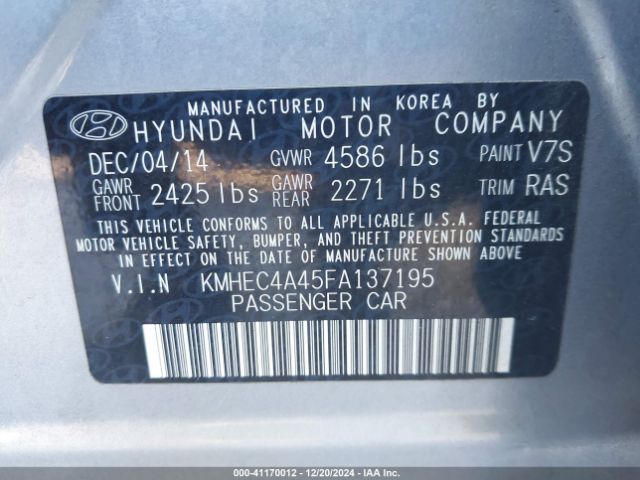 MANUFACTURED IN KOREA BY
HYUNDAI MOTOR COMPANY
DEC/04/14 GVWR 4586 lbs PAINT V7S
GAWR FRONT 2425 lbs GAWR REAR 2271 lbs TRIM RAS
THIS VEHICLE CONFORMS TO ALL APPLICABLE U.S.A. FEDERAL
MOTOR VEHICLE SAFETY, BUMPER, AND THEFT PREVENTION STANDARDS
IN EFFECT ON THE DATE OF MANUFACTURE SHOWN ABOVE.
V.I.N KMHEC4A45FA137195
PASSENGER CAR
000-41170012 - 12/20/2024 - IAA Inc.